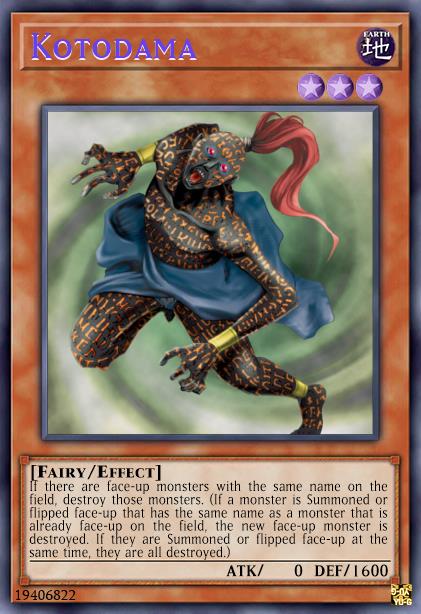 Kotodama
EARTH
地
[Fairy/Effect]
If there are face-up monsters with the same name on the
field, destroy those monsters. (If a monster is Summoned or
flipped face-up that has the same name as a monster that is
already face-up on the field, the new face-up monster is
destroyed. If they are Summoned or flipped face-up at the
same time, they are all destroyed.)
ATK/ 0 DEF/1600
19406822